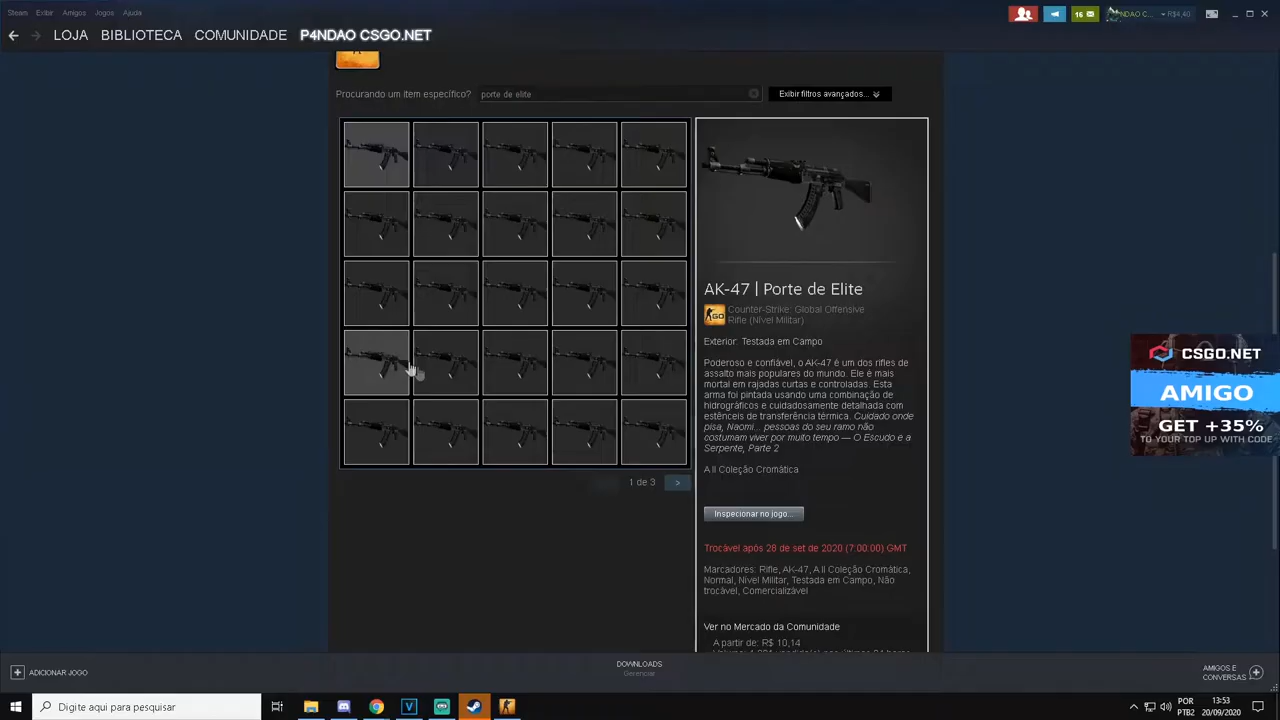 Steam Exibir Amigos Jogos Ajuda
16
P4NDAO C... R$4,40
LOJA BIBLIOTECA COMUNIDADE P4NDAO CSGO.NET
Procurando um item específico? porte de elite Exibir filtros avançados...
AK-47 | Porte de Elite
GO
Counter-Strike: Global Offensive
Rifle (Nível Militar)
Exterior: Testada em Campo
Poderoso e confiável, o AK-47 é um dos rifles de
assalto mais populares do mundo. Ele é mais
mortal em rajadas curtas e controladas. Esta
arma foi pintada usando uma combinação de
hidrográficos e cuidadosamente detalhada com
estênceis de transferência térmica. Cuidado onde
pisa, Naomi... pessoas do seu ramo não
costumam viver por muito tempo — O Escudo e a
Serpente, Parte 2
A II Coleção Cromática
1 de 3 >
Inspecionar no jogo...
Trocável após 28 de set de 2020 (7:00:00) GMT
Marcadores: Rifle, AK-47, A II Coleção Cromática,
Normal, Nível Militar, Testada em Campo, Não
trocável, Comercializável
Ver no Mercado da Comunidade
A partir de: R$ 10,14
CSGO.NET
AMIGO
GET +35%
TO YOUR TOP UP WITH CODE
ADICIONAR JOGO
DOWNLOADS
Gerenciar
AMIGOS E
CONVERSAS
Digite aqui para pesquisar
POR
PTB2
13:53
20/09/2020